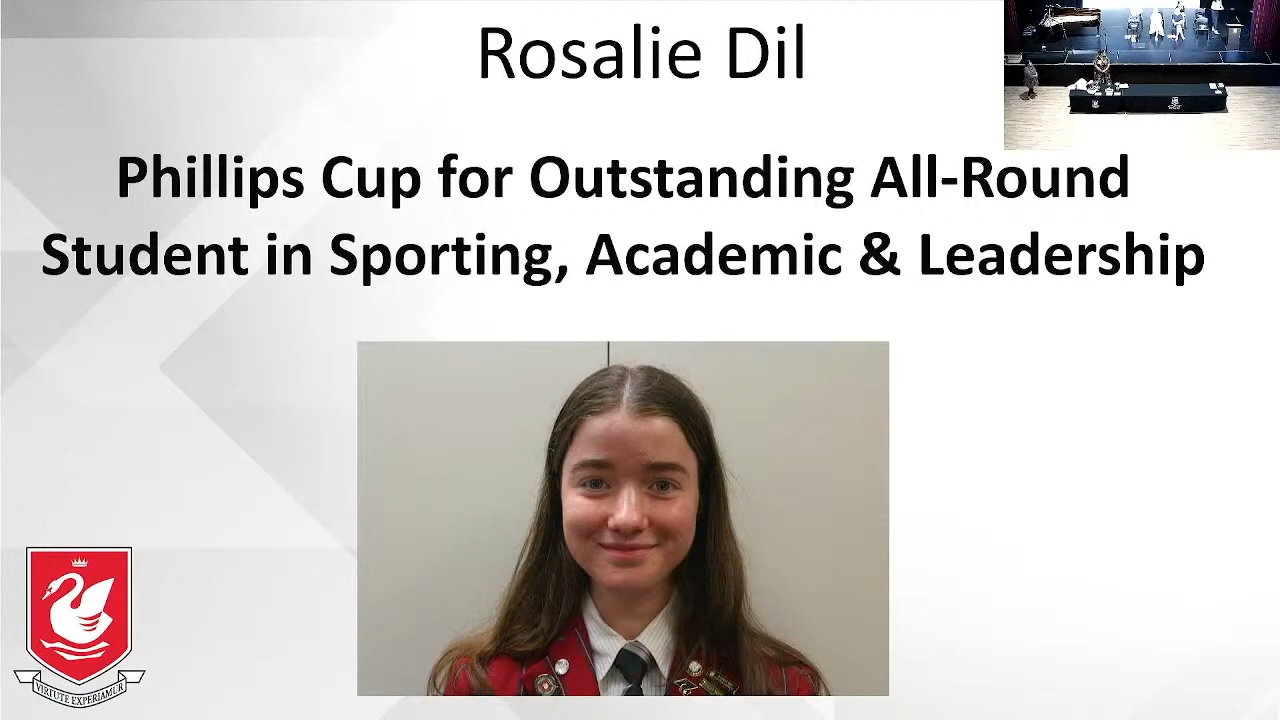 Rosalie Dil
Phillips Cup for Outstanding All-Round
Student in Sporting, Academic & Leadership
VIRTUTE EXPERIAMUR